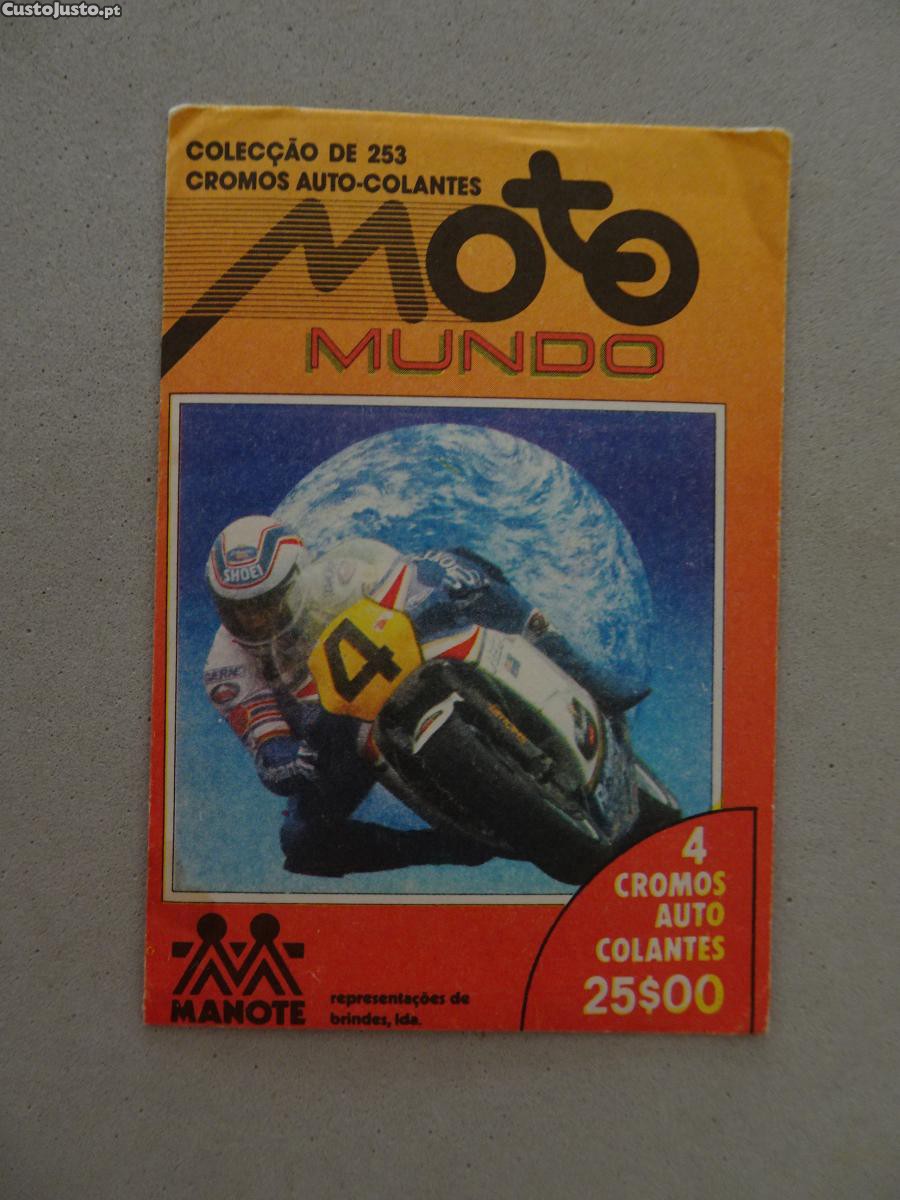 CustoJusto.pt
COLECÇÃO DE 253
CROMOS AUTO-COLANTES
Moto
MUNDO
SHOEI
4
4
CROMOS
AUTO
COLANTES
25$00
MANOTE
representações de
brindes, lda.